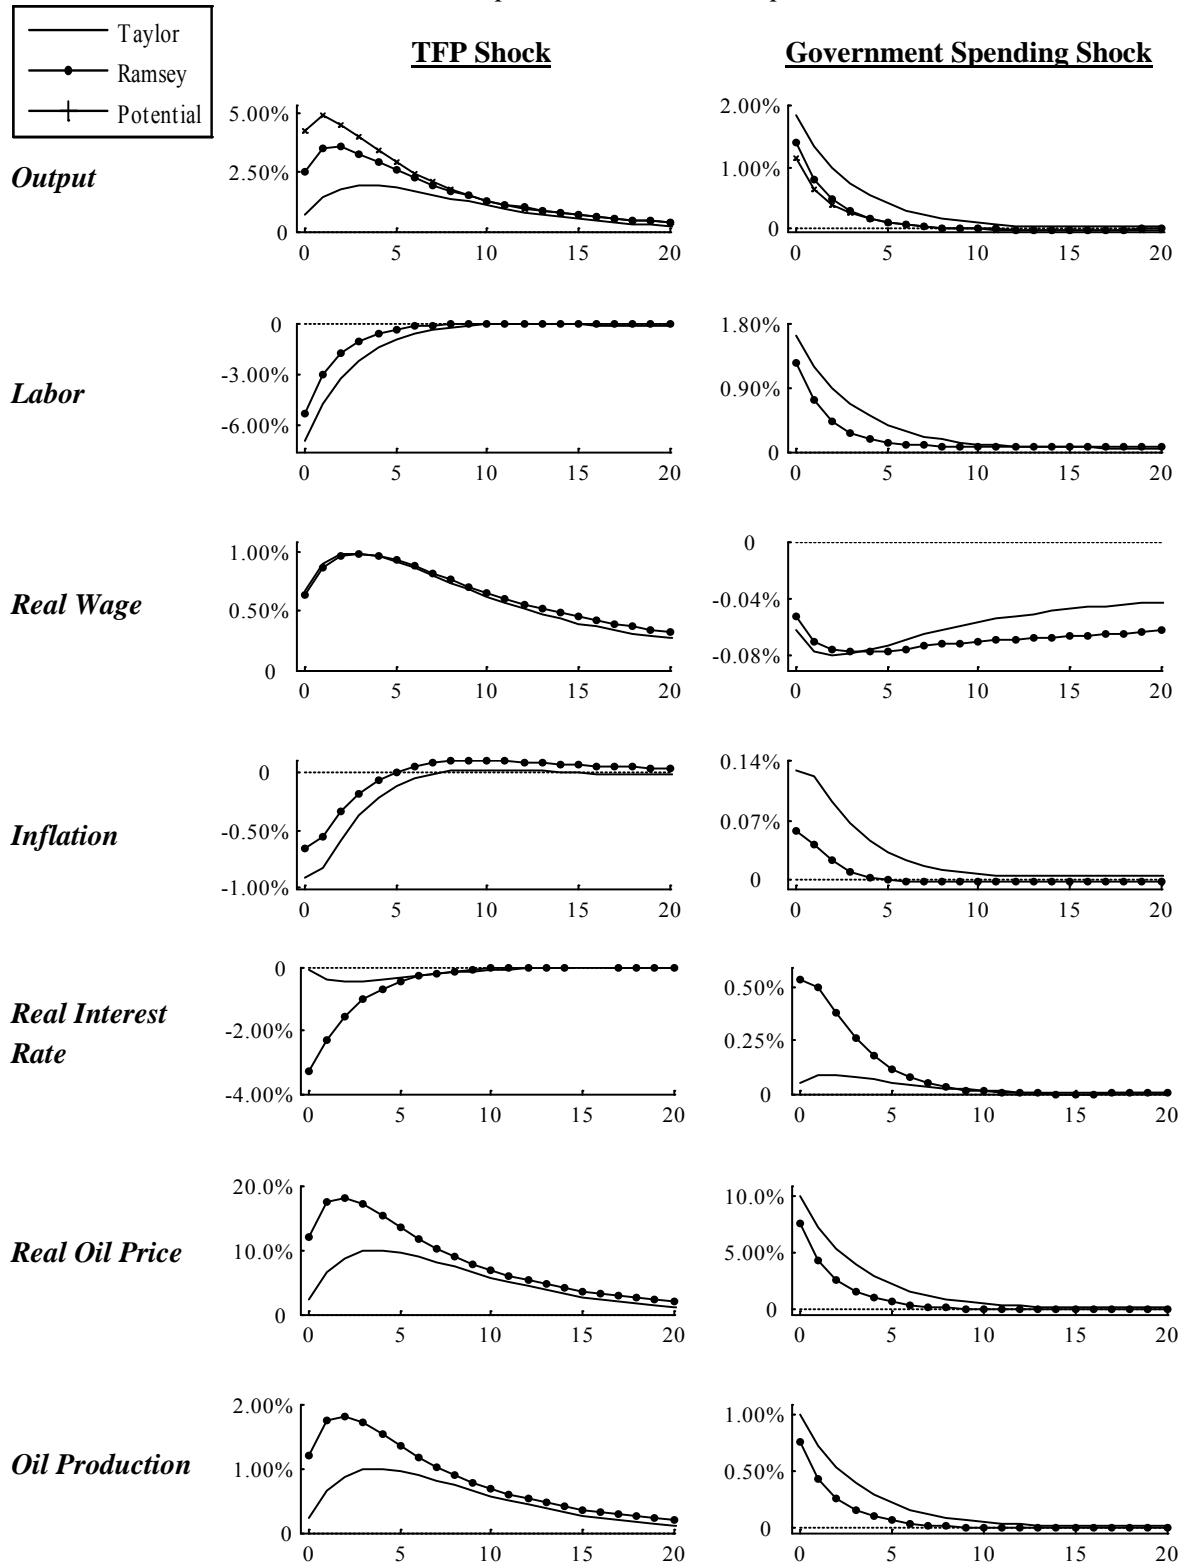 Taylor
Ramsey
Potential
TFP Shock
Government Spending Shock
Output
5.00%
2.50%
0
0 5 10 15 20
2.00%
1.00%
0
0 5 10 15 20
Labor
0
-3.00%
-6.00%
0 5 10 15 20
1.80%
0.90%
0
0 5 10 15 20
Real Wage
1.00%
0.50%
0
0 5 10 15 20
0
-0.04%
-0.08%
0 5 10 15 20
Inflation
0
-0.50%
-1.00%
0 5 10 15 20
0.14%
0.07%
0
0 5 10 15 20
Real Interest
Rate
0
-2.00%
-4.00%
0 5 10 15 20
0.50%
0.25%
0
0 5 10 15 20
Real Oil Price
20.0%
10.0%
0
0 5 10 15 20
10.0%
5.00%
0
0 5 10 15 20
Oil Production
2.00%
1.00%
0
0 5 10 15 20
1.00%
0.50%
0
0 5 10 15 20